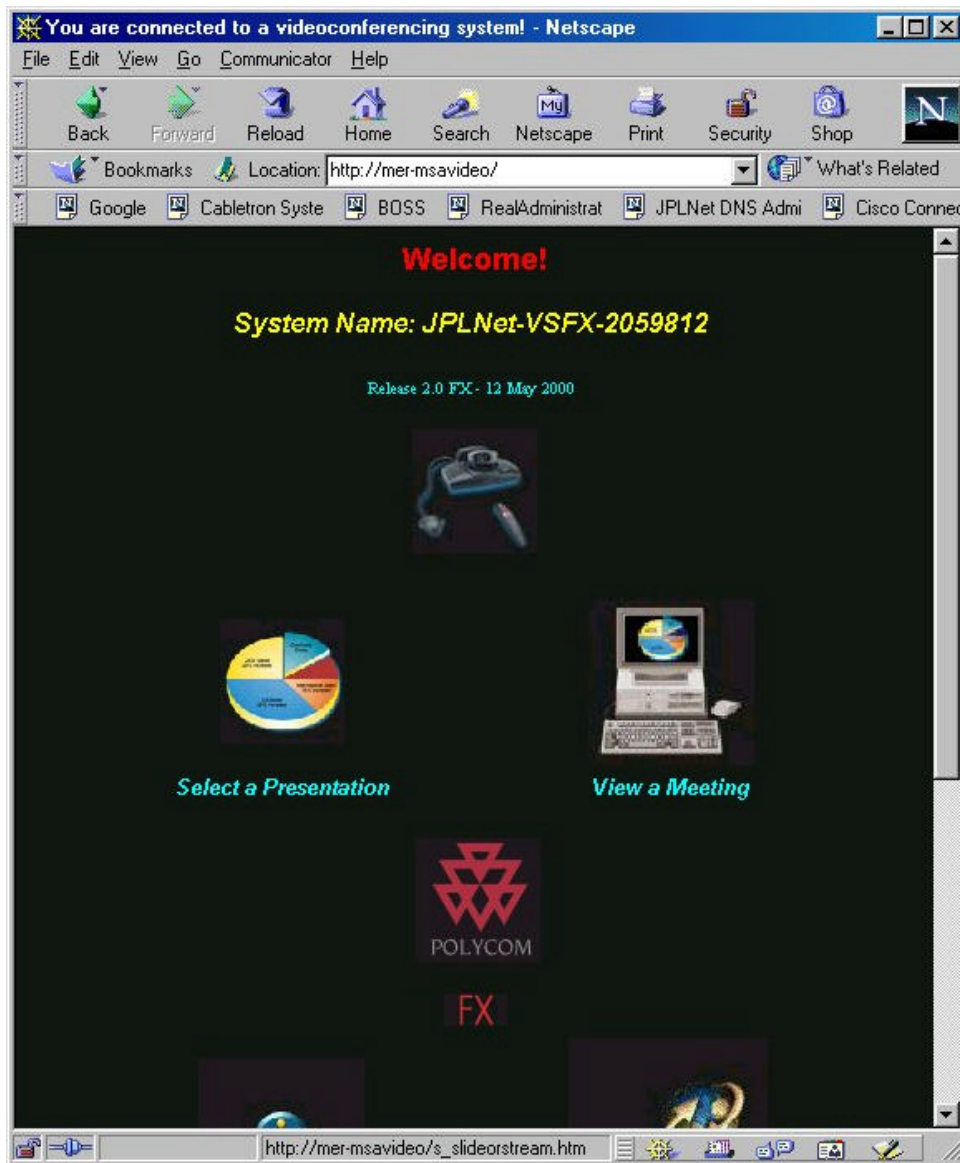 You are connected to a videoconferencing system! - Netscape
File Edit View Go Communicator Help
Back Forward Reload Home Search Netscape Print Security Shop
My
N
Bookmarks Location: http://mer-msavideo/ What's Related
Google Cabletron Syste BOSS RealAdministrat JPLNet DNS Admi Cisco Connec
Welcome!
System Name: JPLNet-VSFX-2059812
Release 2.0 FX - 12 May 2000
Select a Presentation View a Meeting
POLYCOM
FX
http://mer-msavideo/s_slideorstream.htm